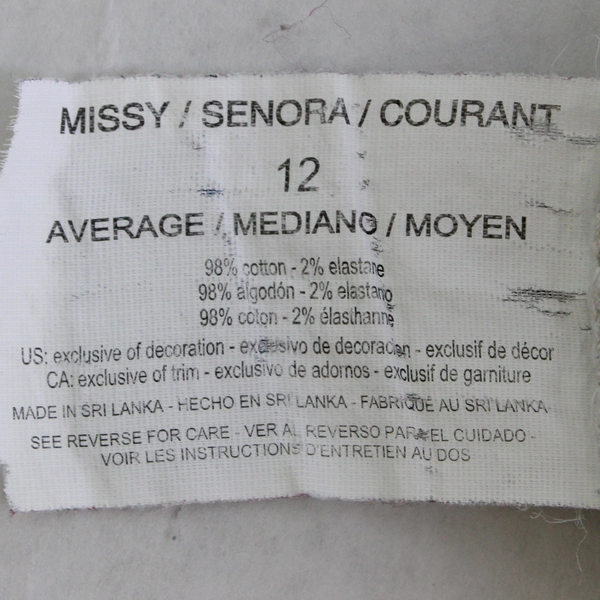 MISSY / SENORA / COURANT
12
AVERAGE / MEDIANO / MOYEN
98% cotton - 2% elastane
98% algodón - 2% elastano
98% coton - 2% élasthanne
US: exclusive of decoration - exclusivo de decoracion - exclusif de décor
CA: exclusive of trim - exclusivo de adornos - exclusif de garniture
MADE IN SRI LANKA - HECHO EN SRI LANKA - FABRIQUÉ AU SRI LANKA
SEE REVERSE FOR CARE - VER AL REVERSO PARA EL CUIDADO -
VOIR LES INSTRUCTIONS D'ENTRETIEN AU DOS